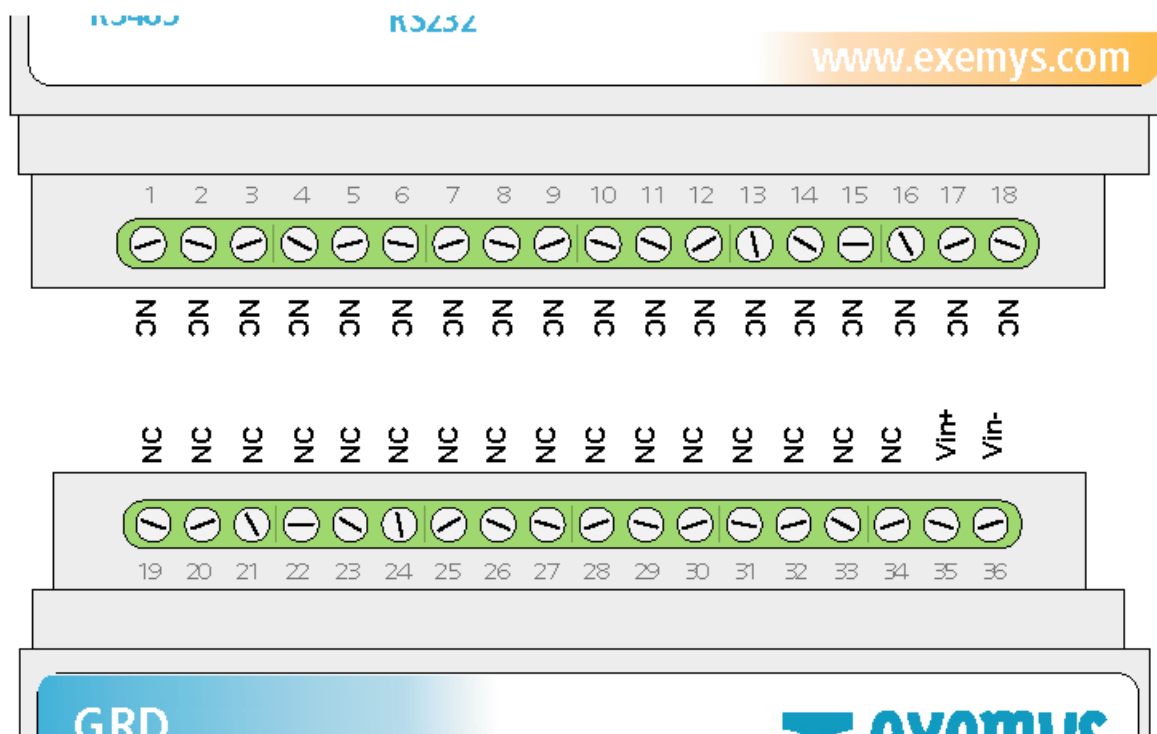 RS485 RS232
www.exemys.com
1 2 3 4 5 6 7 8 9 10 11 12 13 14 15 16 17 18
NC NC NC NC NC NC NC NC NC NC NC NC NC NC NC NC NC NC
NC NC NC NC NC NC NC NC NC NC NC NC NC NC NC NC Vin+ Vin-
19 20 21 22 23 24 25 26 27 28 29 30 31 32 33 34 35 36
GRD exemys